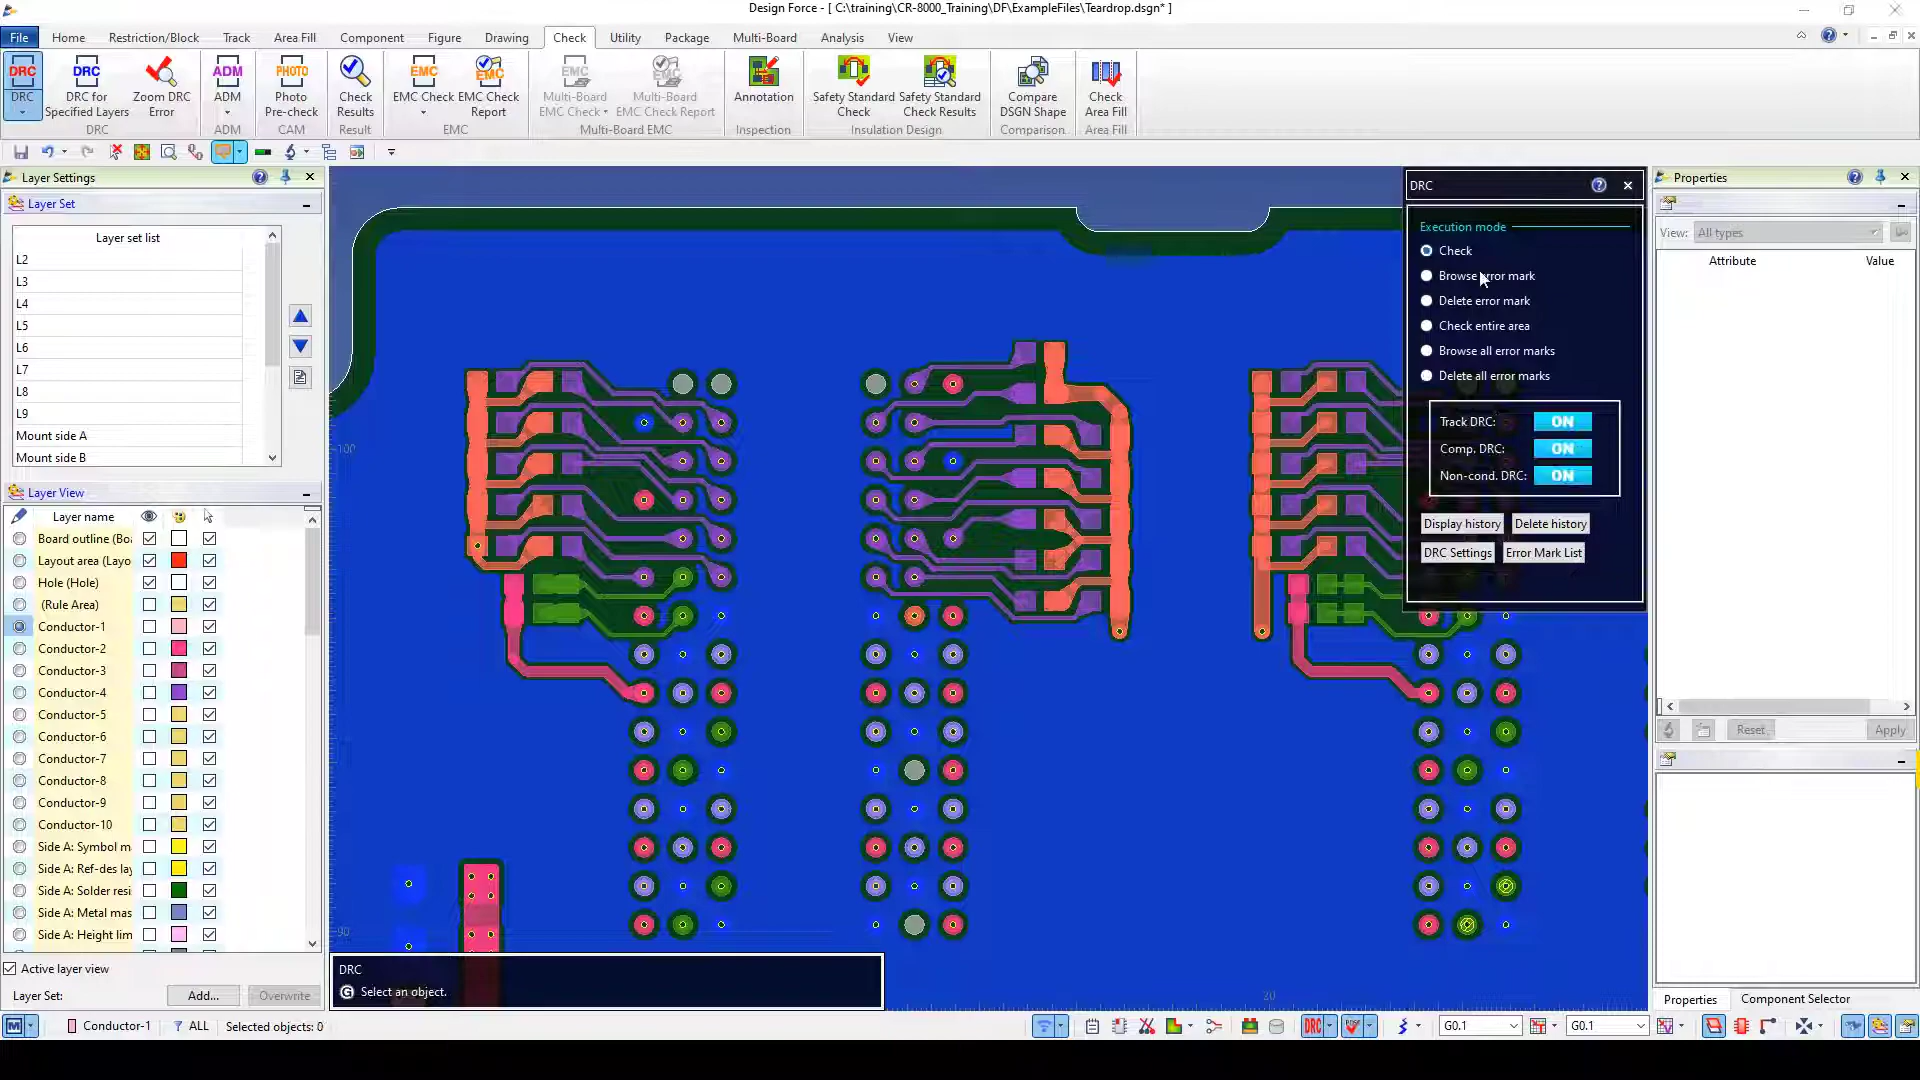 Design Force - [ C:\training\CR-8000_Training\DF\ExampleFiles\Teardrop.dsgn* ]
File Home Restriction/Block Track Area Fill Component Figure Drawing Check Utility Package Multi-Board Analysis View
DRC
DRC for Specified Layers
Zoom DRC Error
DRC
ADM
ADM
Photo Pre-check
CAM
Check Results
Result
EMC Check
EMC Check Report
EMC
Multi-Board EMC Check
Multi-Board EMC Check Report
Multi-Board EMC
Annotation
Inspection
Safety Standard Check
Safety Standard Check Results
Insulation Design
Compare DSGN Shape
Comparison
Check Area Fill
Area Fill
Layer Settings
Layer Set
Layer set list
L2
L3
L4
L5
L6
L7
L8
L9
Mount side A
Mount side B
Layer View
Layer name
Board outline (Boa
Layout area (Layo
Hole (Hole)
(Rule Area)
Conductor-1
Conductor-2
Conductor-3
Conductor-4
Conductor-5
Conductor-6
Conductor-7
Conductor-8
Conductor-9
Conductor-10
Side A: Symbol m
Side A: Ref-des lay
Side A: Solder resi
Side A: Metal mas
Side A: Height lim
Active layer view
Layer Set: Add... Overwrite
100
90
20
DRC
Execution mode
Check
Browse error mark
Delete error mark
Check entire area
Browse all error marks
Delete all error marks
Track DRC: ON
Comp. DRC: ON
Non-cond. DRC: ON
Display history Delete history
DRC Settings Error Mark List
DRC
Select an object.
Properties
View: All types
Attribute Value
Reset Apply
Properties Component Selector
Conductor-1 ALL Selected objects: 0
DRC
G0.1
G0.1